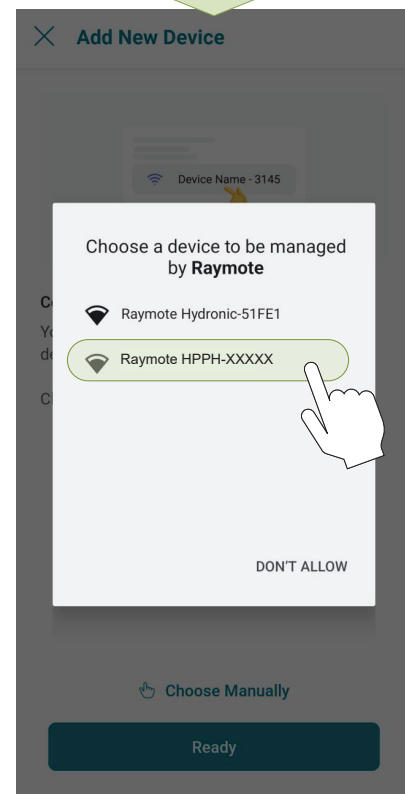 Add New Device
Device Name - 3145
Choose a device to be managed
by Raymote
Raymote Hydronic-51FE1
Raymote HPPH-XXXXX
DON'T ALLOW
Choose Manually
Ready